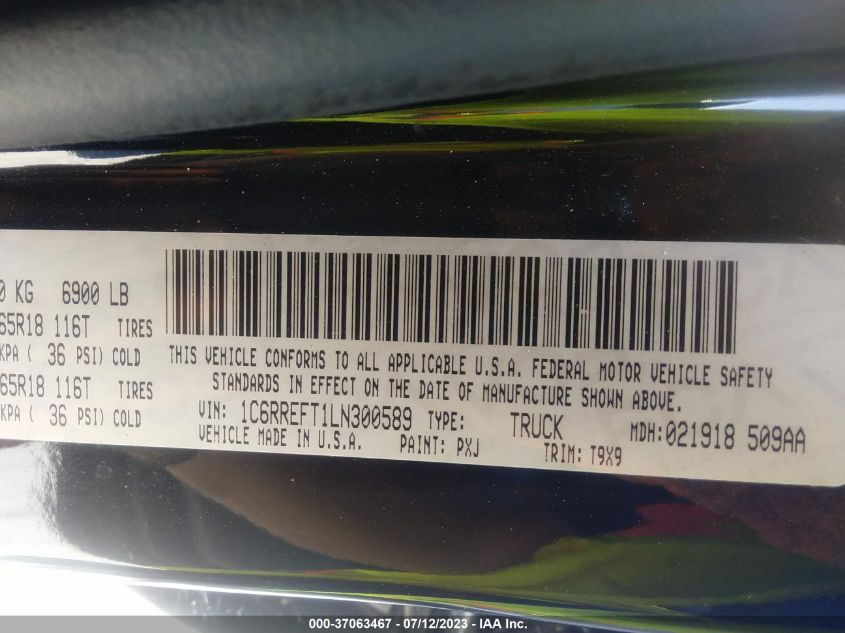 0 KG 6900 LB
65R18 116T TIRES
KPA ( 36 PSI) COLD
65R18 116T TIRES
KPA ( 36 PSI) COLD
THIS VEHICLE CONFORMS TO ALL APPLICABLE U.S.A. FEDERAL MOTOR VEHICLE SAFETY
STANDARDS IN EFFECT ON THE DATE OF MANUFACTURE SHOWN ABOVE.
VIN: 1C6RREFT1LN300589 TYPE: TRUCK MDH:021918 509AA
VEHICLE MADE IN U.S.A. PAINT: PXJ TRIM: T9X9
000-37063467 - 07/12/2023 - IAA Inc.